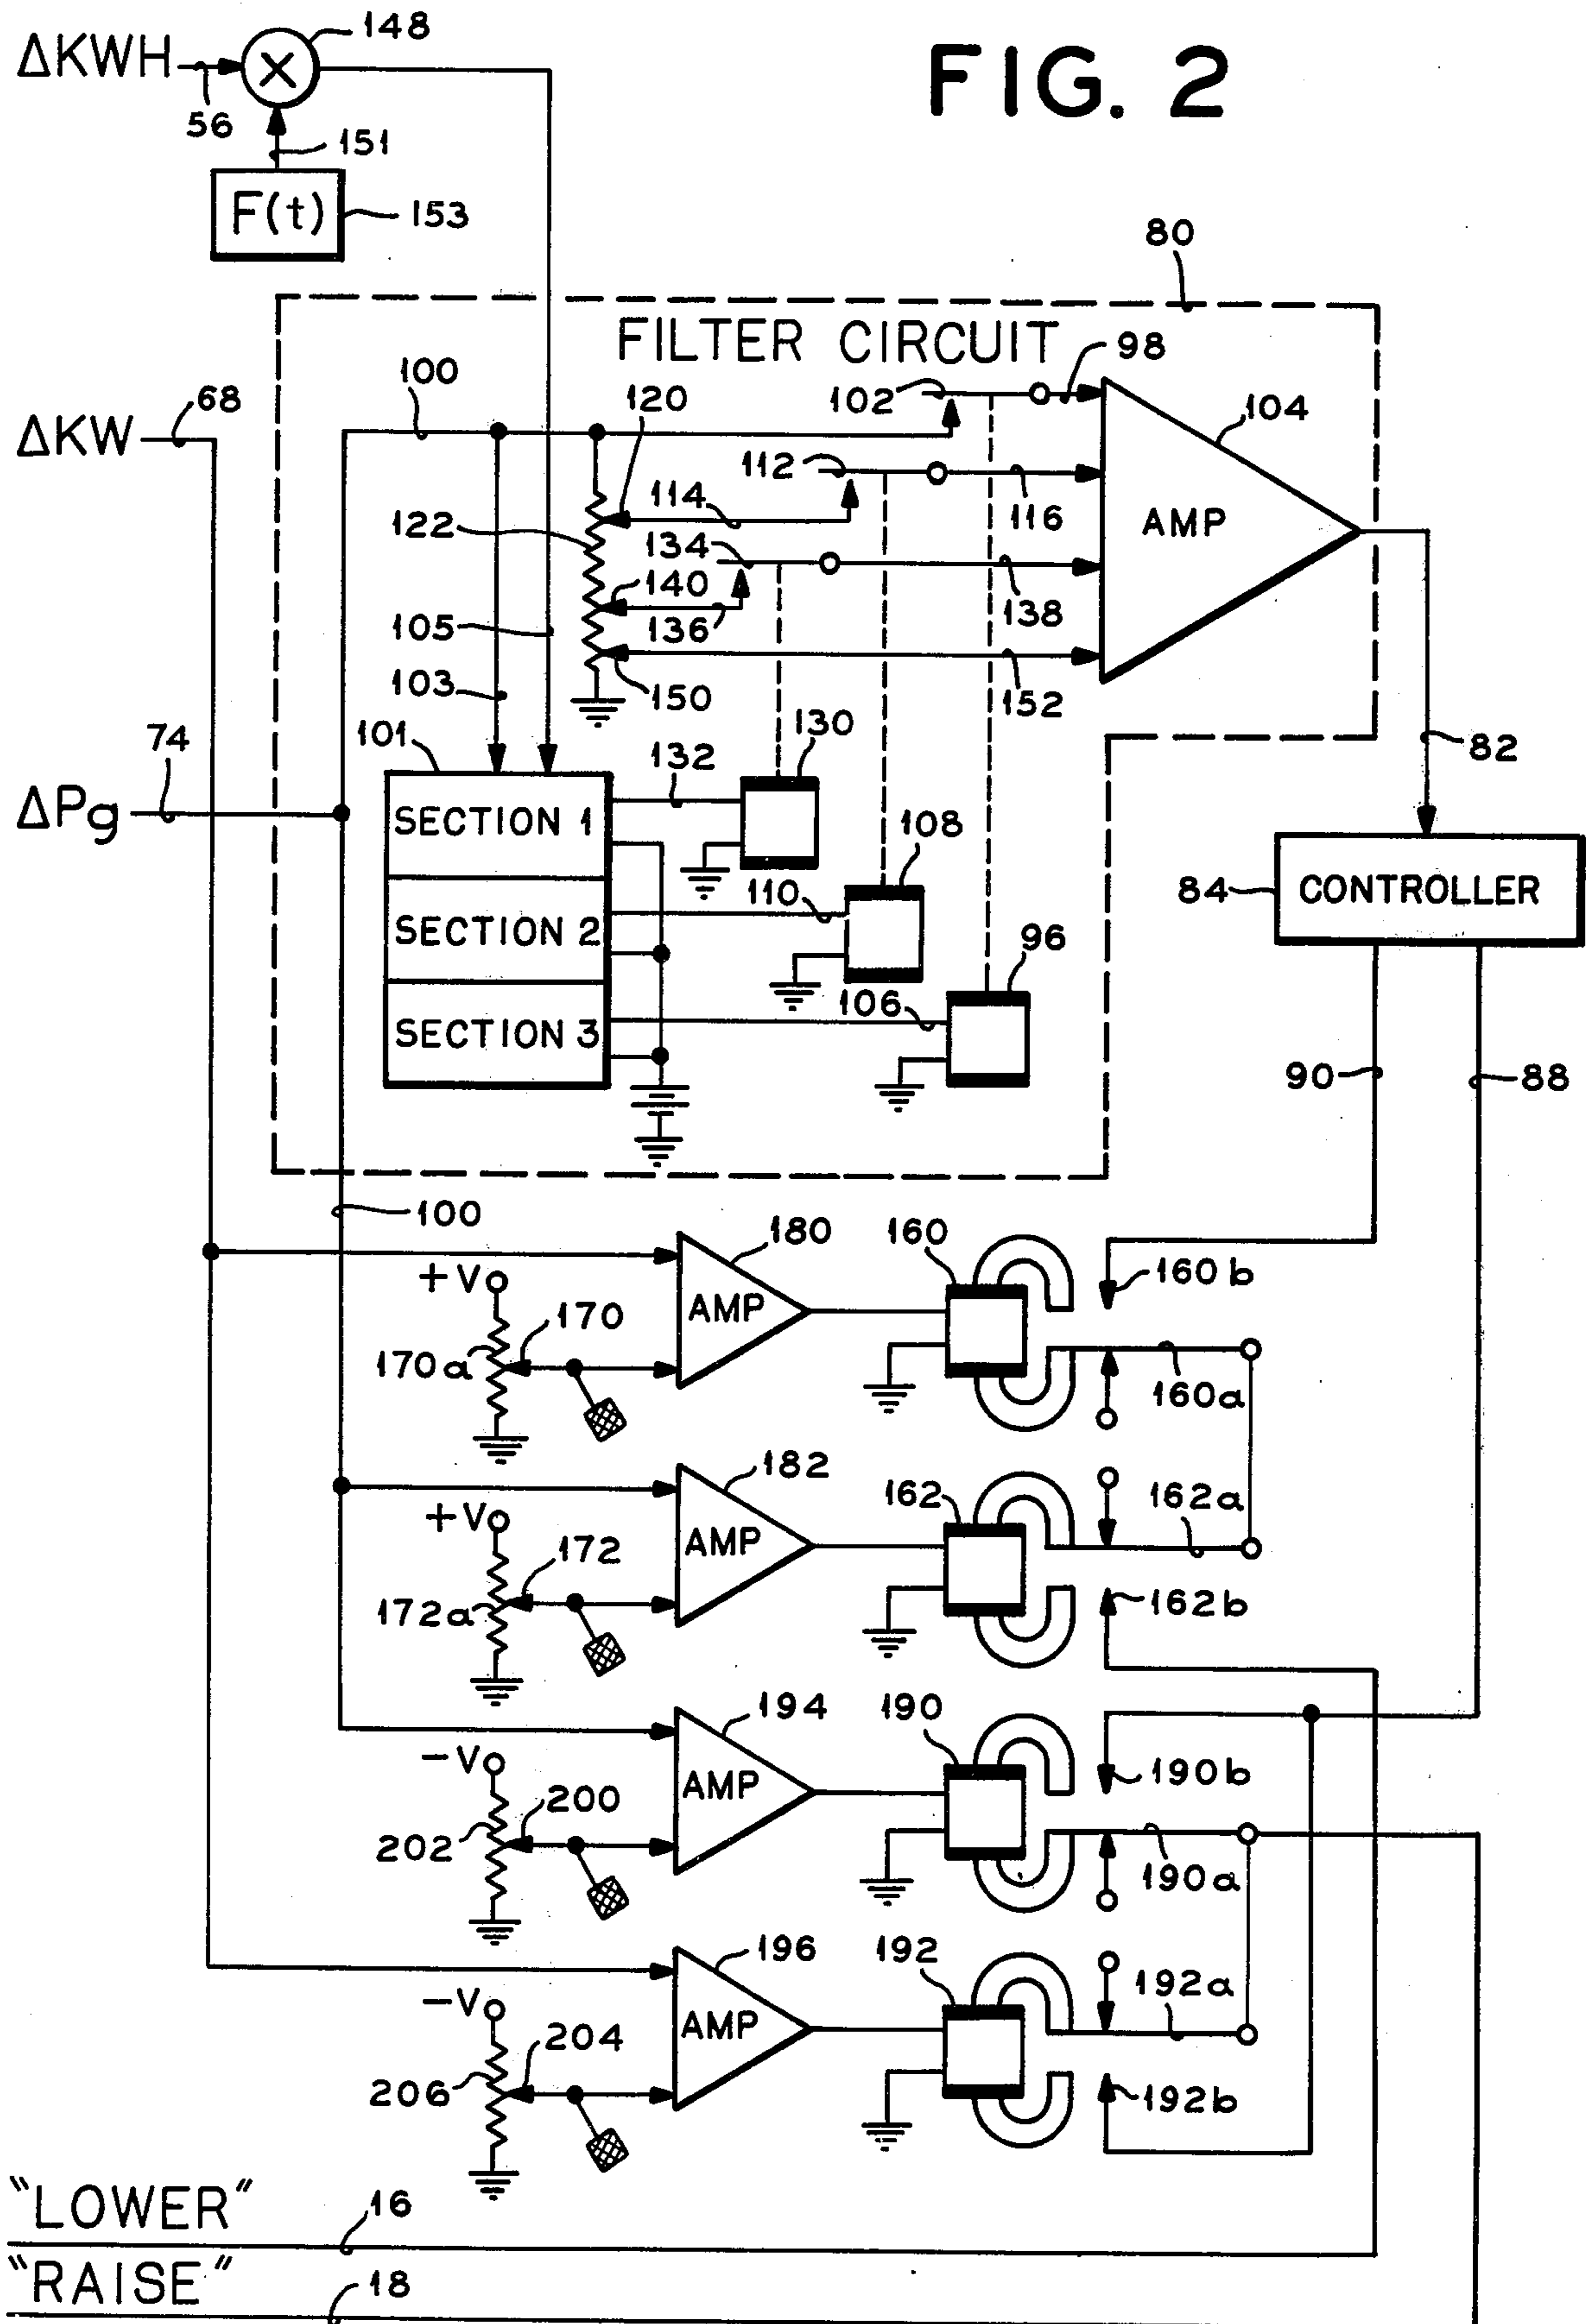 FIG. 2
ΔKWH
148
X
56
151
F(t)
153
80
FILTER CIRCUIT
100
98
102
120
ΔKW
68
104
112
114
116
122
AMP
134
140
136
138
105
150
152
103
74
101
132
130
82
ΔPg
SECTION 1
108
110
84
CONTROLLER
SECTION 2
96
106
SECTION 3
90
88
100
180
160
+V
AMP
160b
170
170a
160a
182
162
162a
+V
172
AMP
172a
162b
194
190
-V
AMP
190b
200
202
190a
196
192
192a
-V
204
AMP
206
192b
"LOWER"
16
"RAISE"
18